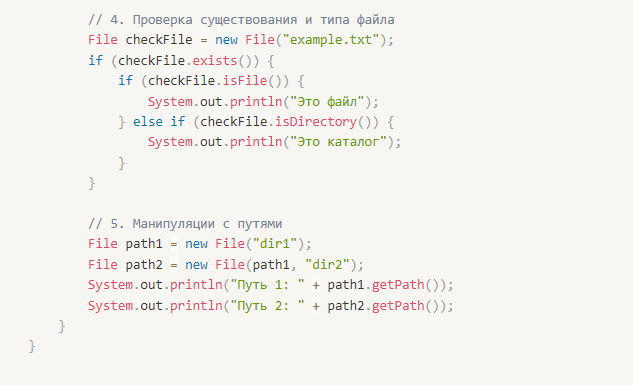 // 4. Проверка существования и типа файла
File checkFile = new File("example.txt");
if (checkFile.exists()) {
if (checkFile.isFile()) {
System.out.println("Это файл");
} else if (checkFile.isDirectory()) {
System.out.println("Это каталог");
}
}
// 5. Манипуляции с путями
File path1 = new File("dir1");
File path2 = new File(path1, "dir2");
System.out.println("Путь 1: " + path1.getPath());
System.out.println("Путь 2: " + path2.getPath());
}
}